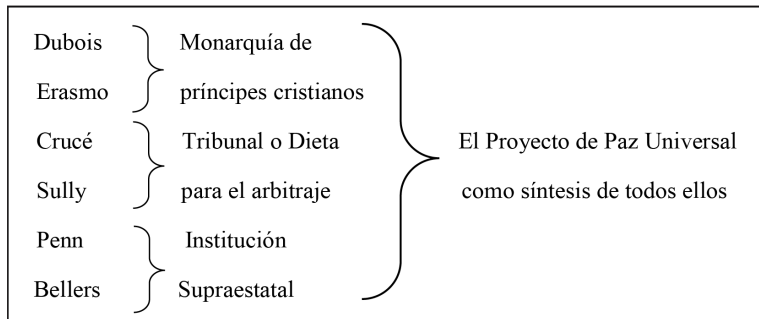 Dubois Monarquía de
Erasmo príncipes cristianos
Crucé Tribunal o Dieta El Proyecto de Paz Universal
Sully para el arbitraje como síntesis de todos ellos
Penn Institución
Bellers Supraestatal